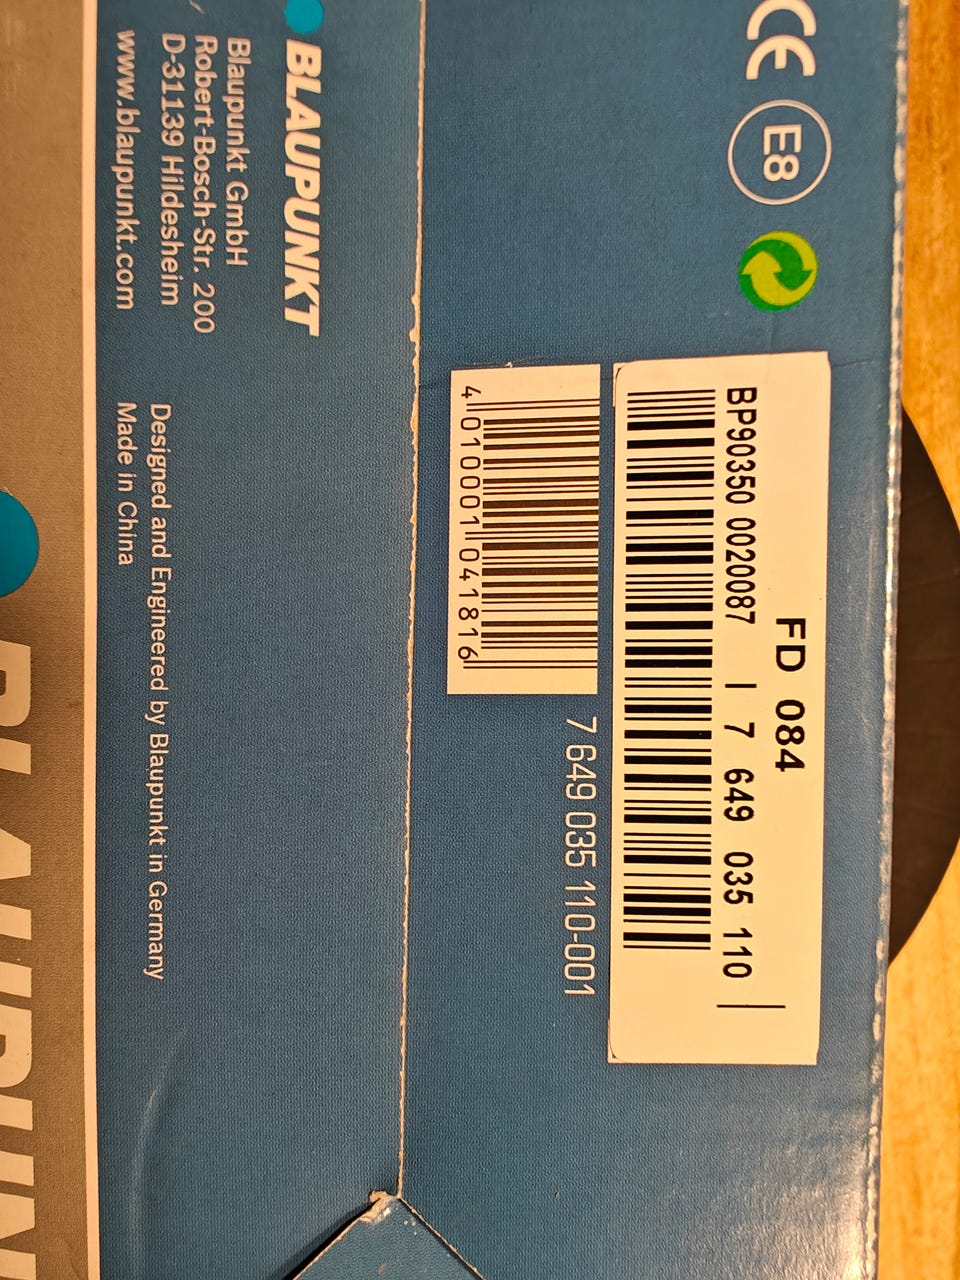 CE E8
FD 084
BP90350 0020087 I 7 649 035 110
7 649 035 110-001
4 010001 041816
BLAUPUNKT
Blaupunkt GmbH
Robert-Bosch-Str. 200
D-31139 Hildesheim
www.blaupunkt.com
Designed and Engineered by Blaupunkt in Germany
Made in China
BLAUPUN